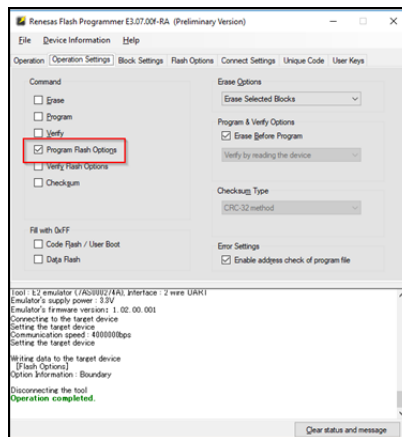 Renesas Flash Programmer E3.07.00f-RA (Preliminary Version)
File Device Information Help
Operation Operation Settings Block Settings Flash Options Connect Settings Unique Code User Keys
Command
Erase
Program
Verify
Program Flash Options
Verify Flash Options
Checksum
Fill with 0xFF
Code Flash / User Boot
Data Flash
Erase Options
Erase Selected Blocks
Program & Verify Options
Erase Before Program
Verify by reading the device
Checksum Type
CRC-32 method
Error Settings
Enable address check of program file
Tool : E2 emulator (7AS000274A), Interface : 2 wire UART
Emulator's supply power : 3.3V
Emulator's firmware version : 1.02.00.001
Connecting to the target device
Setting the target device
Communication speed : 4000000bps
Setting the target device
Writing data to the target device
[Flash Options]
Option Information : Boundary
Disconnecting the tool
Operation completed.
Clear status and message